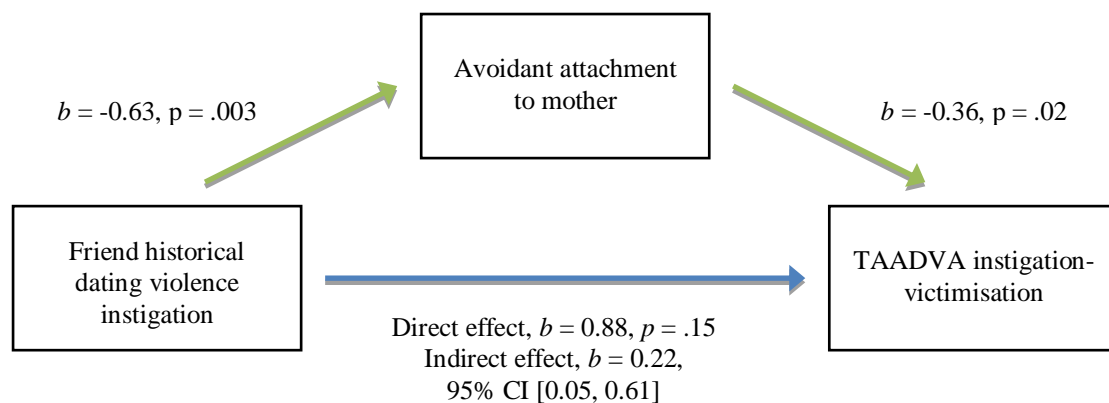 Avoidant attachment
to mother
b = -0.63, p = .003
b = -0.36, p = .02
Friend historical
dating violence
instigation
TAADVA instigation-
victimisation
Direct effect, b = 0.88, p = .15
Indirect effect, b = 0.22,
95% CI [0.05, 0.61]